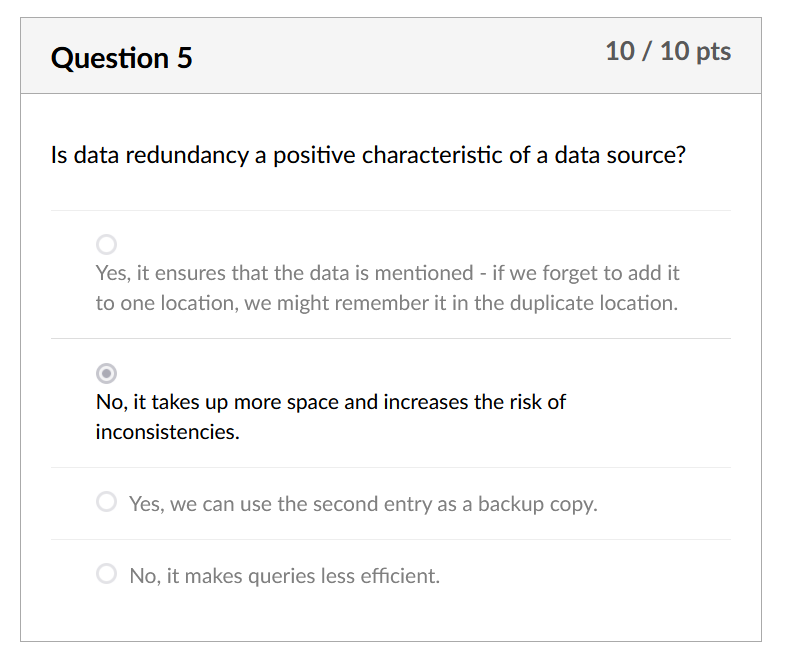 Question 5
10 / 10 pts
Is data redundancy a positive characteristic of a data source?
Yes, it ensures that the data is mentioned - if we forget to add it
to one location, we might remember it in the duplicate location.
No, it takes up more space and increases the risk of
inconsistencies.
Yes, we can use the second entry as a backup copy.
No, it makes queries less efficient.